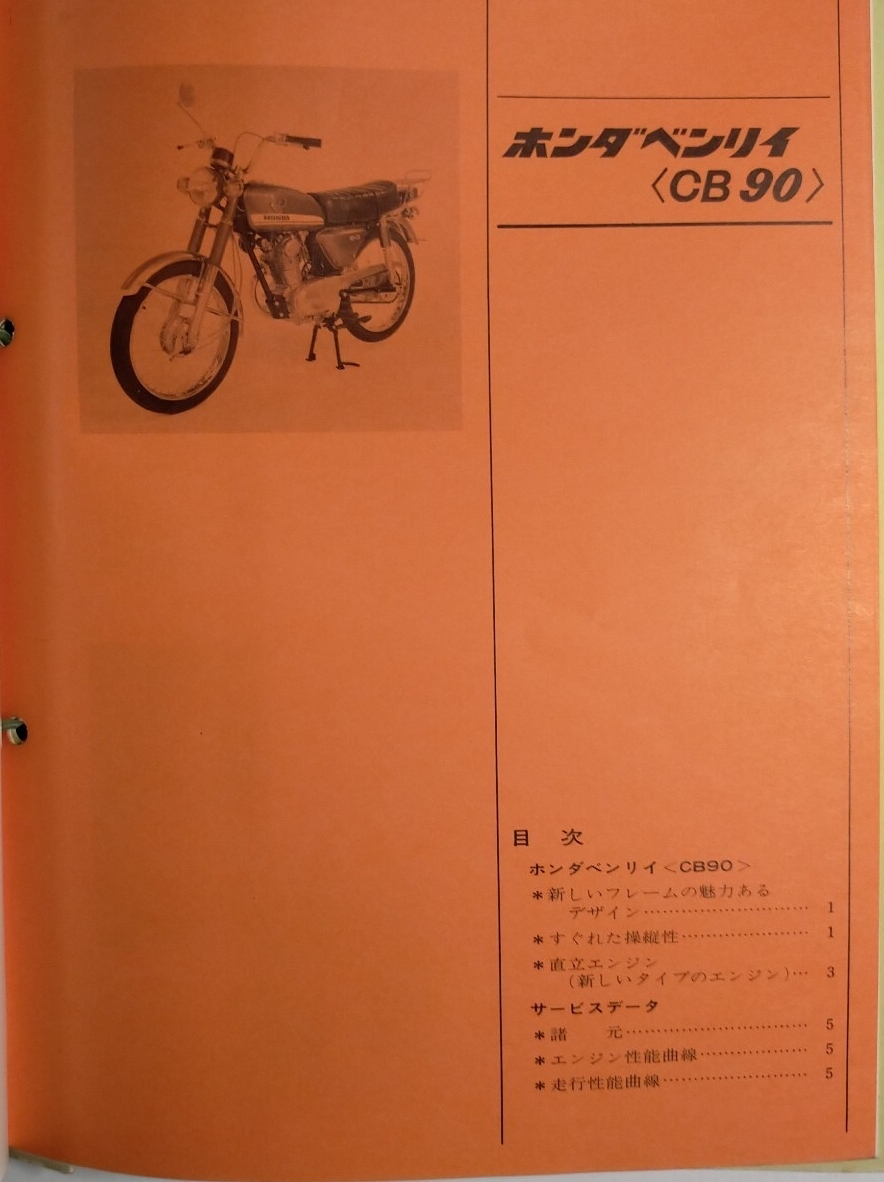 ホンダベンリイ
〈CB 90〉
HONDA
目 次
ホンダベンリイ<CB90>
*新しいフレームの魅力ある
デザイン………………………… 1
*すぐれた操縦性………………… 1
*直立エンジン
(新しいタイプのエンジン)… 3
サービスデータ
*諸 元………………………… 5
*エンジン性能曲線……………… 5
*走行性能曲線…………………… 5